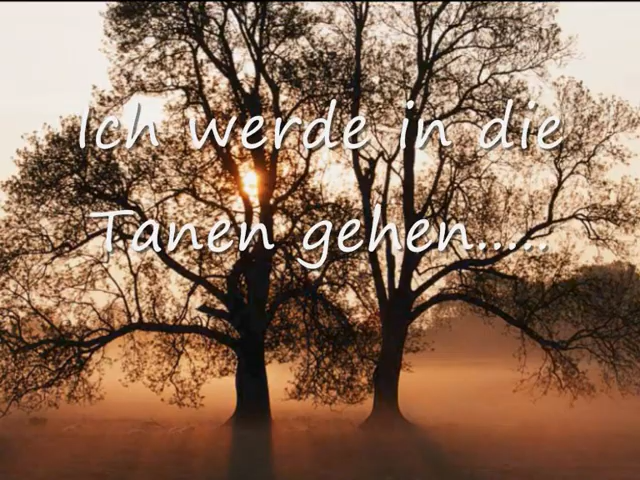 Ich werde in die
Tanen gehen.....